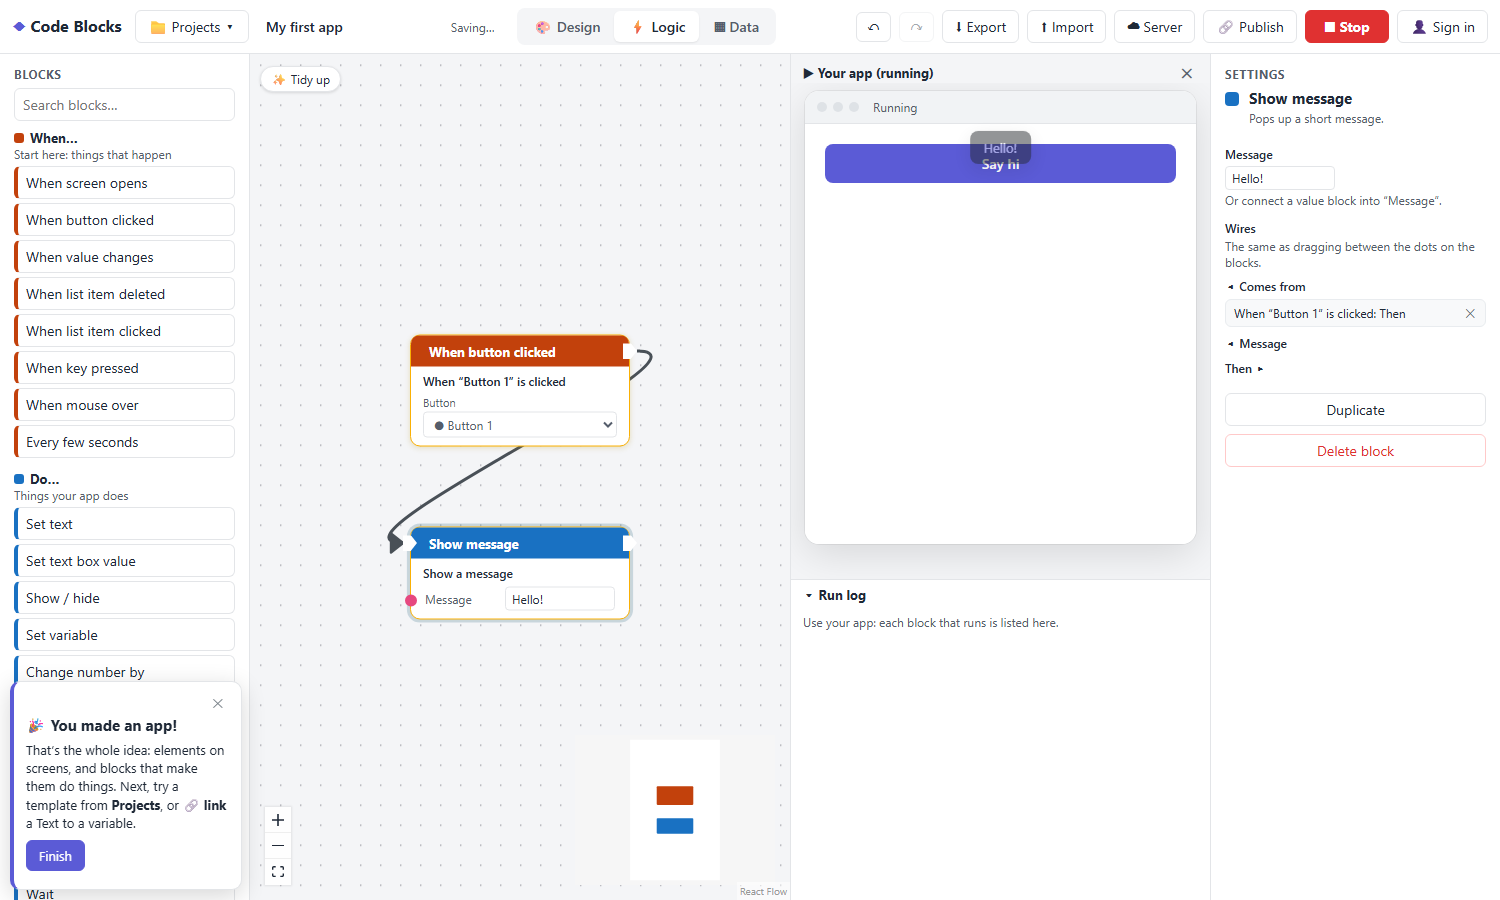 Code Blocks
Projects
My first app
Saving...
Design
Logic
Data
Export
Import
Server
Publish
Stop
Sign in
BLOCKS
Search blocks...
When...
Start here: things that happen
When screen opens
When button clicked
When value changes
When list item deleted
When list item clicked
When key pressed
When mouse over
Every few seconds
Do...
Things your app does
Set text
Set text box value
Show / hide
Set variable
Change number by
You made an app!
That's the whole idea: elements on
screens, and blocks that make
them do things. Next, try a
template from Projects, or 🔗 link
a Text to a variable.
Finish
Wait
Tidy up
When button clicked
When “Button 1” is clicked
Button
Button 1
Show message
Show a message
Message
Hello!
React Flow
Your app (running)
Running
Hello!
Say hi
Run log
Use your app: each block that runs is listed here.
SETTINGS
Show message
Pops up a short message.
Message
Hello!
Or connect a value block into “Message”.
Wires
The same as dragging between the dots on the
blocks.
Comes from
When “Button 1” is clicked: Then
Message
Then
Duplicate
Delete block